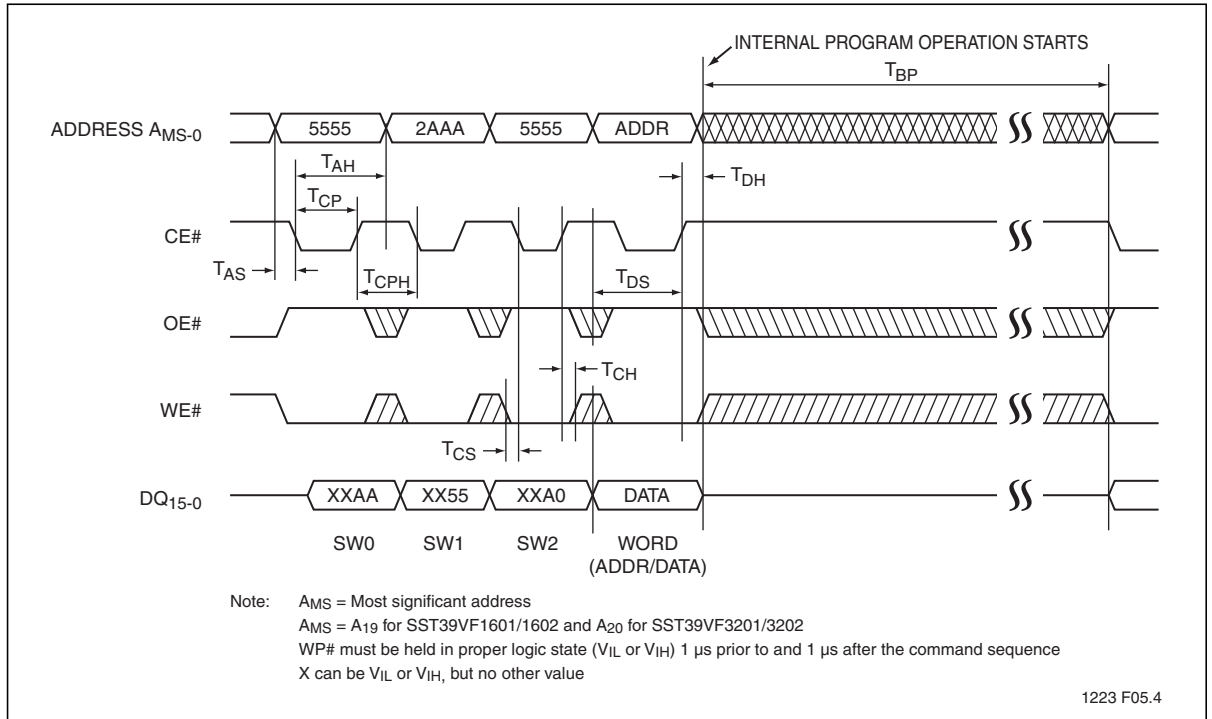 INTERNAL PROGRAM OPERATION STARTS
TBP
ADDRESS AMS-0
5555
2AAA
5555
ADDR
TAH
TDH
TCP
CE#
TAS
TCPH
TDS
OE#
TCH
WE#
TCS
DQ15-0
XXAA
XX55
XXA0
DATA
SW0
SW1
SW2
WORD
(ADDR/DATA)
Note: AMS = Most significant address
AMS = A19 for SST39VF1601/1602 and A20 for SST39VF3201/3202
WP# must be held in proper logic state (VIL or VIH) 1 µs prior to and 1 µs after the command sequence
X can be VIL or VIH, but no other value
1223 F05.4